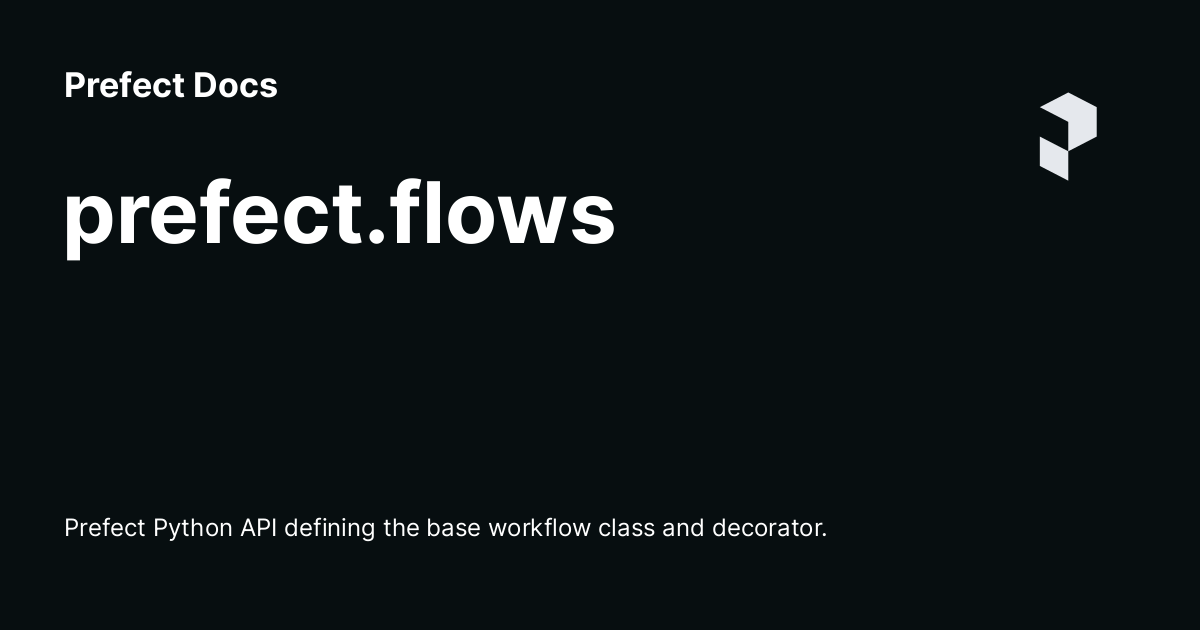 Prefect Docs
prefect.flows
Prefect Python API defining the base workflow class and decorator.